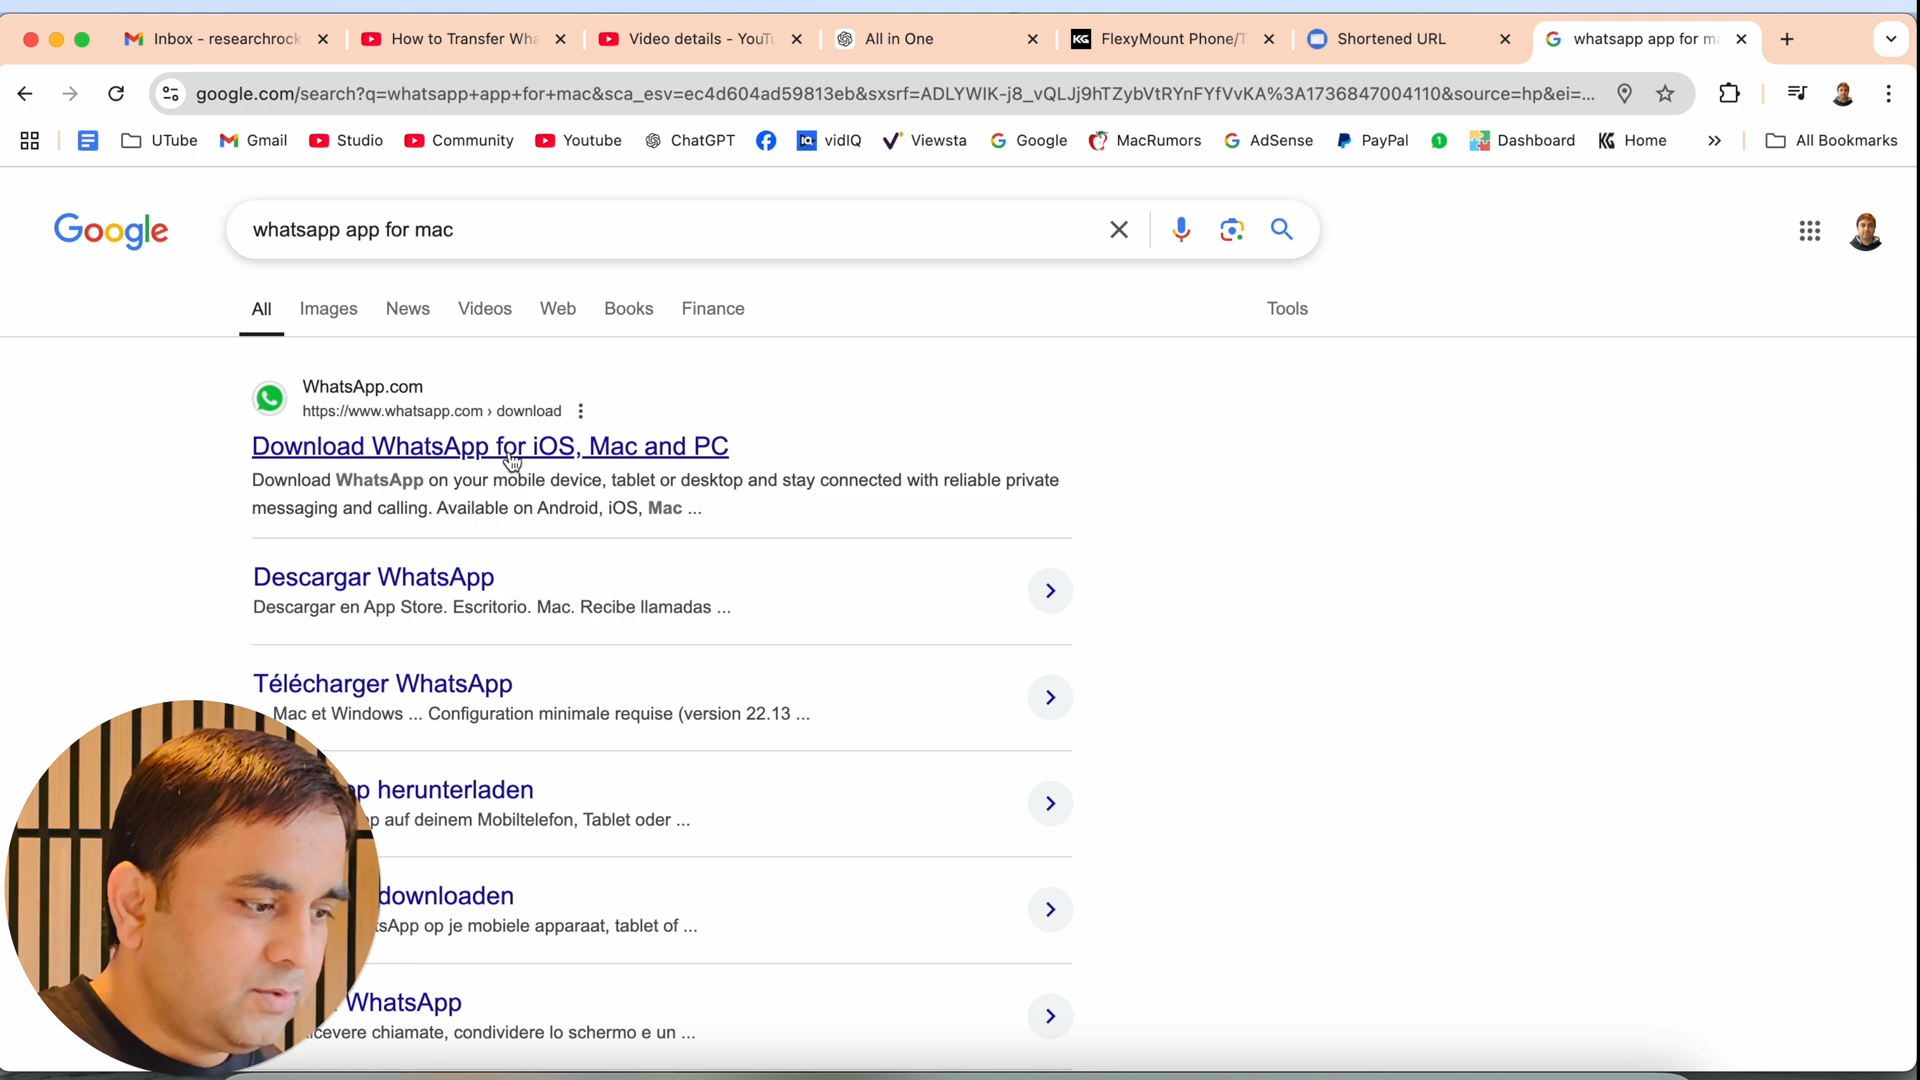 Inbox - researchrock
How to Transfer Wha
Video details - YouTu
All in One
FlexyMount Phone/T
Shortened URL
whatsapp app for ma
google.com/search?q=whatsapp+app+for+mac&sca_esv=ec4d604ad59813eb&sxsrf=ADLYWIK-j8_vQLJj9hTZybVtRYnFYfVvKA%3A1736847004110&source=hp&ei=...
UTube
Gmail
Studio
Community
Youtube
ChatGPT
vidIQ
Viewsta
Google
MacRumors
AdSense
PayPal
Dashboard
Home
All Bookmarks
Google
whatsapp app for mac
All
Images
News
Videos
Web
Books
Finance
Tools
WhatsApp.com
https://www.whatsapp.com › download
Download WhatsApp for iOS, Mac and PC
Download WhatsApp on your mobile device, tablet or desktop and stay connected with reliable private
messaging and calling. Available on Android, iOS, Mac ...
Descargar WhatsApp
Descargar en App Store. Escritorio. Mac. Recibe llamadas ...
Télécharger WhatsApp
Mac et Windows ... Configuration minimale requise (version 22.13 ...
herunterladen
auf deinem Mobiltelefon, Tablet oder ...
downloaden
op je mobiele apparaat, tablet of ...
WhatsApp
icevere chiamate, condividere lo schermo e un ...